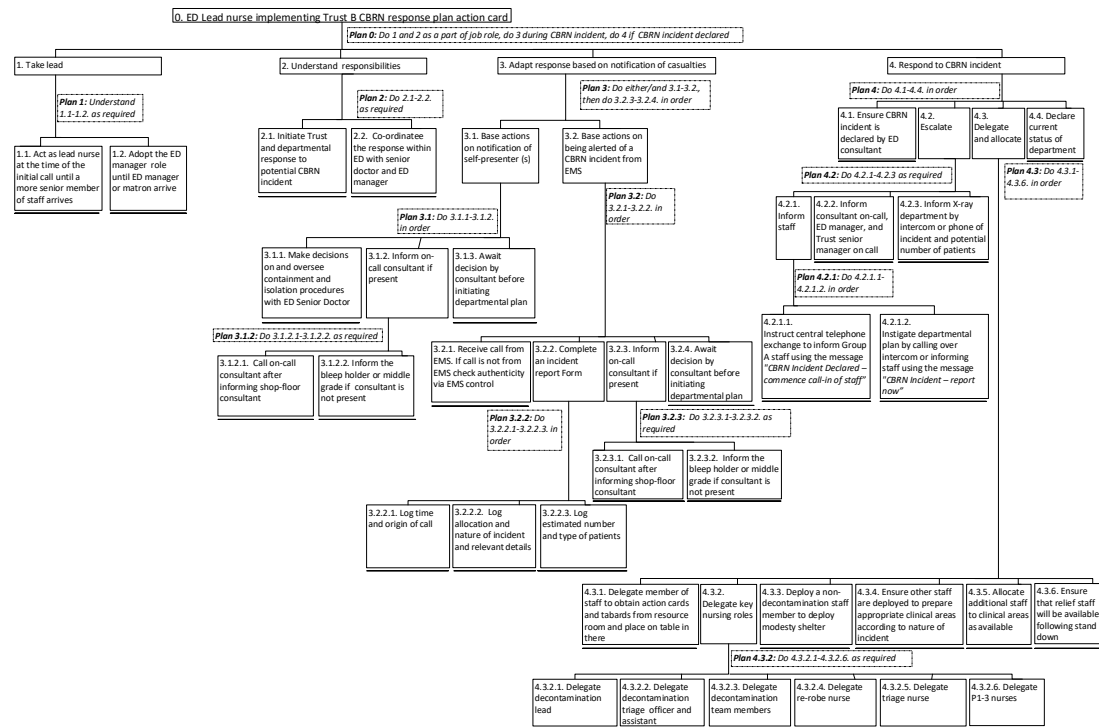 0. ED Lead nurse implementing Trust B CBRN response plan action card
Plan 0: Do 1 and 2 as a part of job role, do 3 during CBRN incident, do 4 if CBRN incident declared
1. Take lead
2. Understand responsibilities
3. Adapt response based on notification of casualties
4. Respond to CBRN incident
Plan 1: Understand
1.1-1.2. as required
Plan 2: Do 2.1-2.2.
as required
Plan 3: Do either/and 3.1-3.2.,
then do 3.2.3-3.2.4. in order
Plan 4: Do 4.1-4.4. in order
1.1. Act as lead nurse
at the time of the
initial call until a
more senior member
of staff arrives
1.2. Adopt the ED
manager role
until ED manager
or matron arrive
2.1. Initiate Trust
and departmental
response to
potential CBRN
incident
2.2. Co-ordinatee
the response within
ED with senior
doctor and ED
manager
3.1. Base actions
on notification of
self-presenter (s)
3.2. Base actions on
being alerted of a
CBRN incident from
EMS
4.1. Ensure CBRN
incident is
declared by ED
consultant
4.2.
Escalate
4.3.
Delegate
and allocate
4.4. Declare
current
status of
department
Plan 4.2: Do 4.2.1-4.2.3 as required
Plan 4.3: Do 4.3.1-
4.3.6. in order
Plan 3.1: Do 3.1.1-3.1.2.
in order
Plan 3.2: Do
3.2.1-3.2.2. in
order
4.2.1.
Inform
staff
4.2.2. Inform
consultant on-call,
ED manager, and
Trust senior
manager on call
4.2.3. Inform X-ray
department by
intercom or phone of
incident and potential
number of patients
3.1.1. Make decisions
on and oversee
containment and
isolation procedures
with ED Senior Doctor
3.1.2. Inform on-
call consultant if
present
3.1.3. Await
decision by
consultant before
initiating
departmental plan
Plan 4.2.1: Do 4.2.1.1-
4.2.1.2. in order
Plan 3.1.2: Do 3.1.2.1-3.1.2.2. as required
4.2.1.1.
Instruct central telephone
exchange to inform Group
A staff using the message
"CBRN Incident Declared –
commence call-in of staff"
4.2.1.2.
Instigate departmental
plan by calling over
intercom or informing
staff using the message
"CBRN Incident – report
now"
3.1.2.1. Call on-call
consultant after
informing shop-floor
consultant
3.1.2.2. Inform the
bleep holder or middle
grade if consultant is
not present
3.2.1. Receive call from
EMS. If call is not from
EMS check authenticity
via EMS control
3.2.2. Complete
an incident
report Form
3.2.3. Inform
on-call
consultant if
present
3.2.4. Await
decision by
consultant before
initiating
departmental plan
Plan 3.2.2: Do
3.2.2.1-3.2.2.3. in
order
Plan 3.2.3: Do 3.2.3.1-3.2.3.2. as
required
3.2.3.1. Call on-call
consultant after
informing shop-floor
consultant
3.2.3.2. Inform the
bleep holder or middle
grade if consultant is
not present
3.2.2.1. Log time
and origin of call
3.2.2.2. Log
allocation and
nature of incident
and relevant details
3.2.2.3. Log
estimated number
and type of patients
4.3.1. Delegate member of
staff to obtain action cards
and tabards from resource
room and place on table in
there
4.3.2.
Delegate key
nursing roles
4.3.3. Deploy a non-
decontamination staff
member to deploy
modesty shelter
4.3.4. Ensure other staff
are deployed to prepare
appropriate clinical areas
according to nature of
incident
4.3.5. Allocate
additional staff
to clinical areas
as available
4.3.6. Ensure
that relief staff
will be available
following stand
down
Plan 4.3.2: Do 4.3.2.1-4.3.2.6. as required
4.3.2.1. Delegate
decontamination
lead
4.3.2.2. Delegate
decontamination
triage officer and
assistant
4.3.2.3. Delegate
decontamination
team members
4.3.2.4. Delegate
re-robe nurse
4.3.2.5. Delegate
triage nurse
4.3.2.6. Delegate
P1-3 nurses